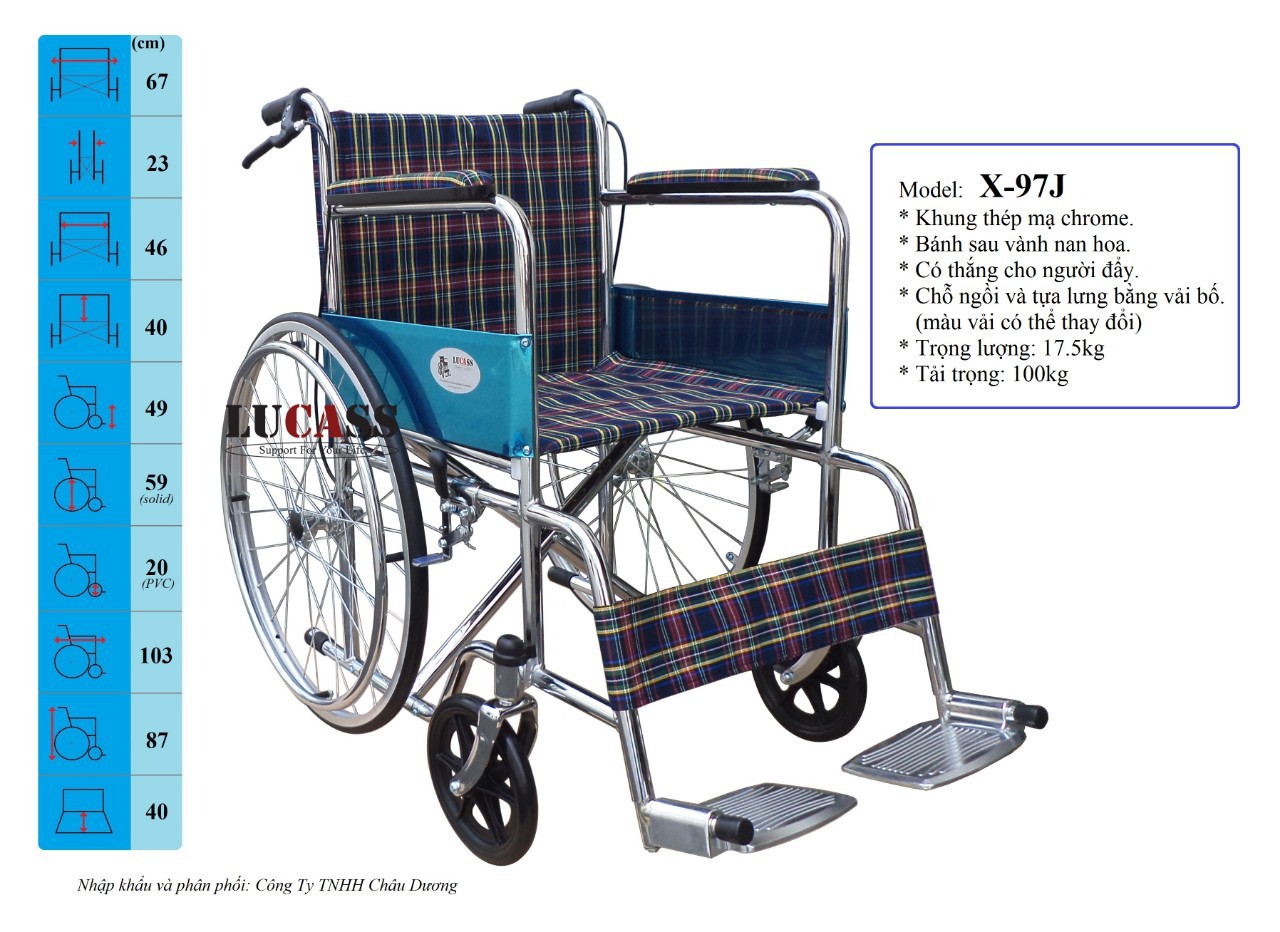 (cm)
67
23
46
40
49
59
(solid)
20
(PVC)
103
87
40
LUCASS
LUCASS
Support For Your Life
Model: X-97J
* Khung thép mạ chrome.
* Bánh sau vành nan hoa.
* Có thắng cho người đẩy.
* Chỗ ngồi và tựa lưng bằng vải bố.
(màu vải có thể thay đổi)
* Trọng lượng: 17.5kg
* Tải trọng: 100kg
Nhập khẩu và phân phối: Công Ty TNHH Châu Dương